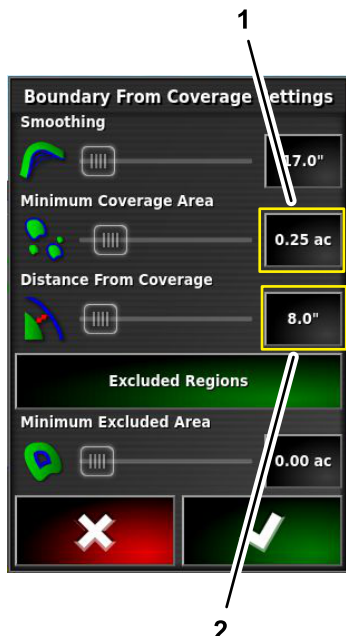 1
Boundary From Coverage Settings
Smoothing
17.0"
Minimum Coverage Area
0.25 ac
Distance From Coverage
8.0"
Excluded Regions
Minimum Excluded Area
0.00 ac
2